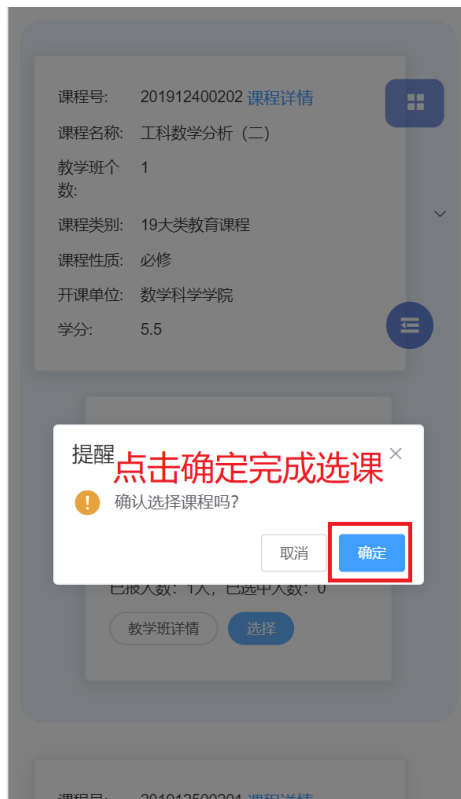 课程号: 201912400202 课程详情
课程名称: 工科数学分析（二）
教学班个数: 1
课程类别: 19大类教育课程
课程性质: 必修
开课单位: 数学科学学院
学分: 5.5
提醒
点击确定完成选课
确认选择课程吗?
取消 确定
已报人数：1人，已选中人数：0
教学班详情 选择
课程号: 201912500201 课程详情